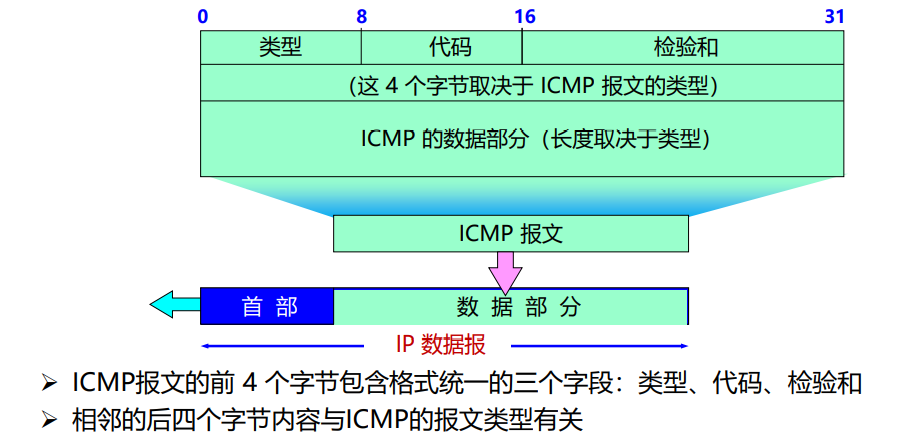 0 8 16 31
类型 代码 检验和
（这 4 个字节取决于 ICMP 报文的类型）
ICMP 的数据部分（长度取决于类型）
ICMP 报文
首 部 数 据 部 分
IP 数据报
➢ ICMP报文的前 4 个字节包含格式统一的三个字段：类型、代码、检验和
➢ 相邻的后四个字节内容与ICMP的报文类型有关